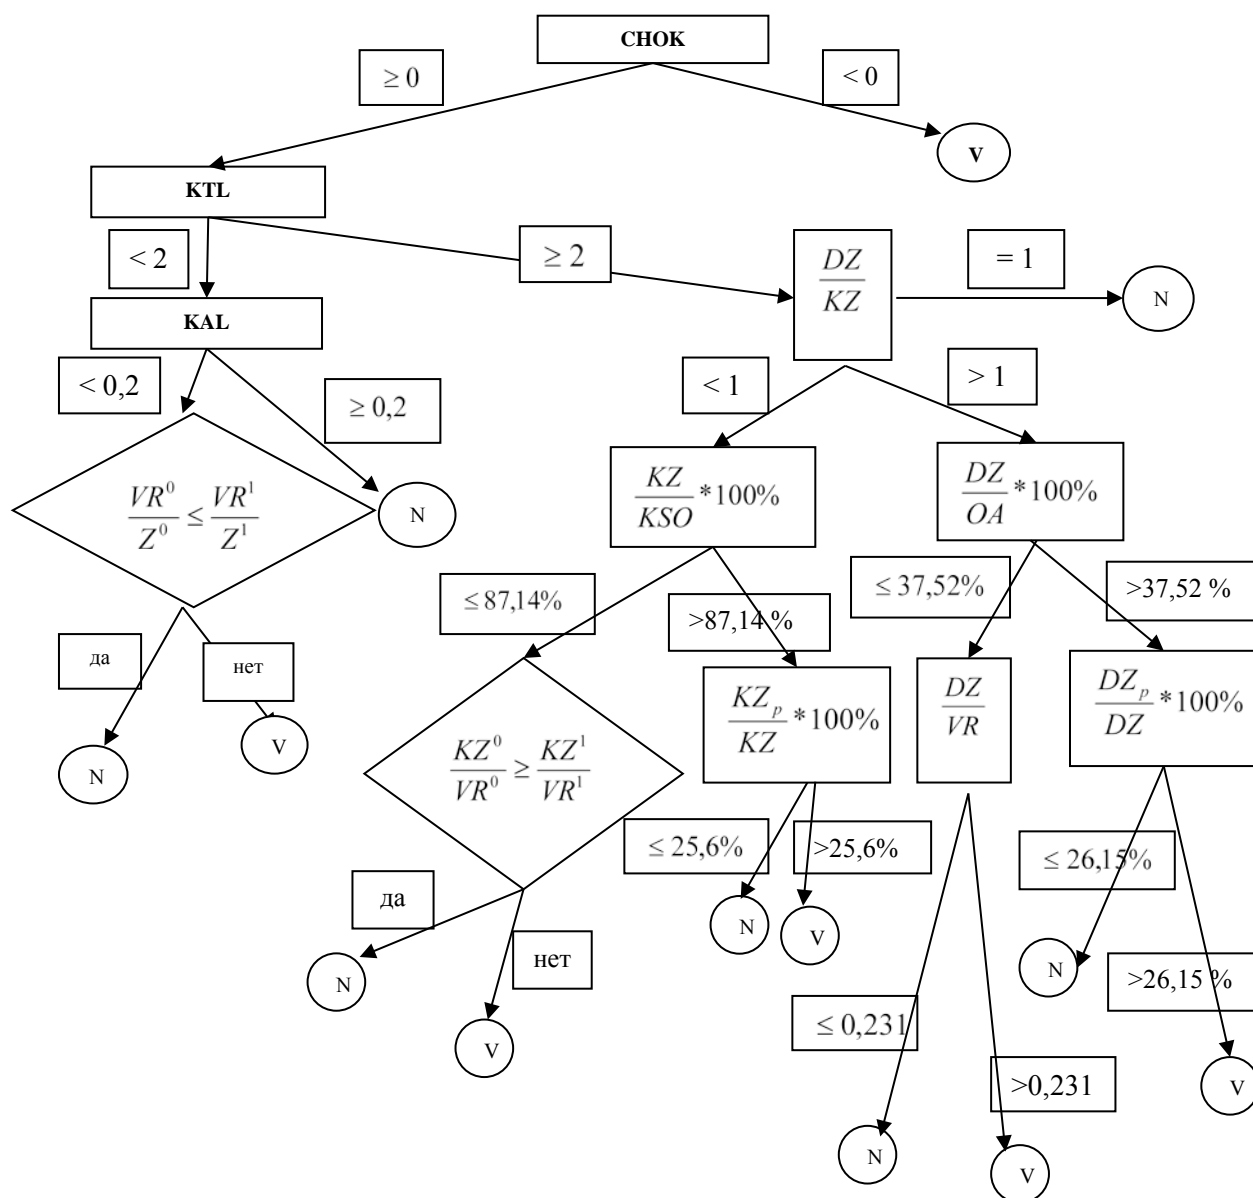 CHOK
≥ 0
< 0
V
KTL
< 2
≥ 2
DZ
KZ
= 1
N
KAL
< 0,2
≥ 0,2
< 1
> 1
VR⁰ ≤ VR¹
Z⁰ Z¹
N
KZ *100%
KSO
DZ *100%
OA
≤ 87,14%
>87,14 %
≤ 37,52%
>37,52 %
да
нет
N
V
KZ⁰ ≥ KZ¹
VR⁰ VR¹
KZp *100%
KZ
DZ
VR
DZp *100%
DZ
≤ 25,6%
>25,6%
≤ 26,15%
да
нет
N
V
N
V
N
>26,15 %
≤ 0,231
>0,231
V
N
V